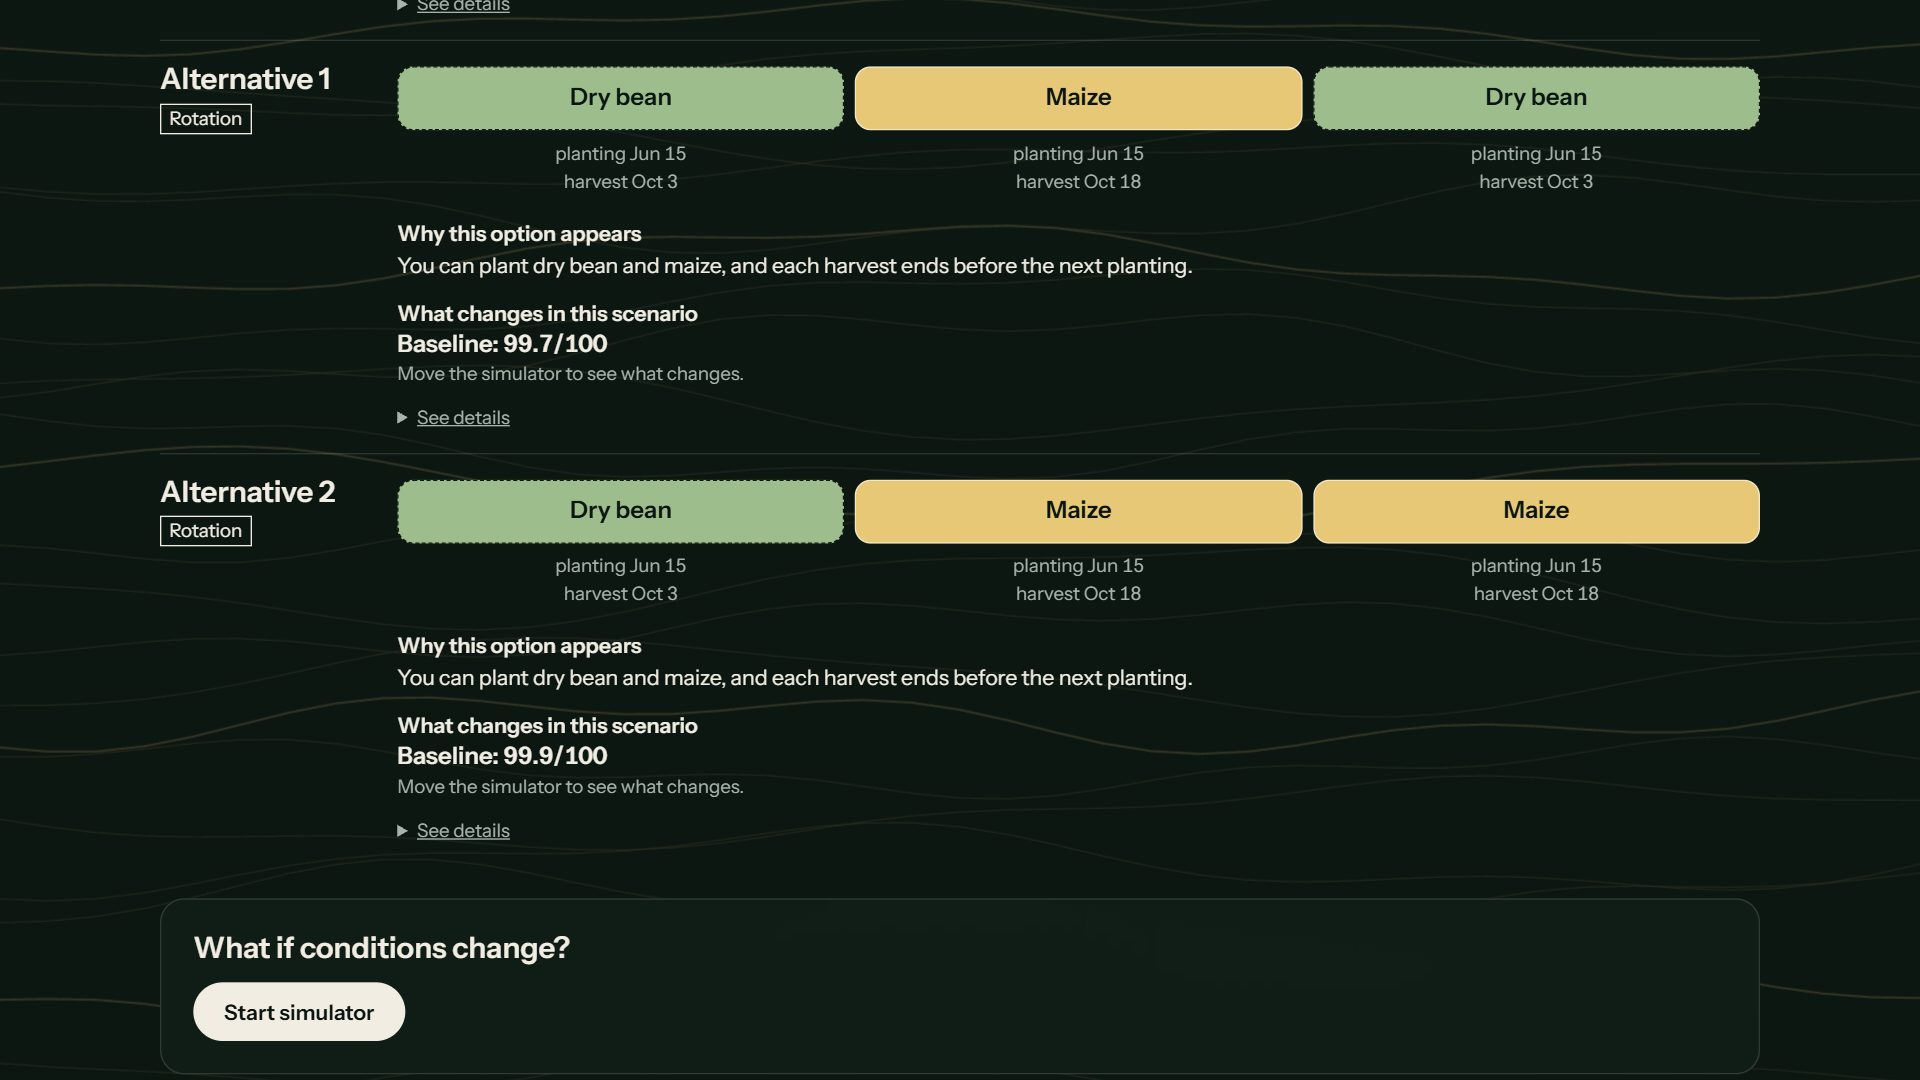 See details
Alternative 1
Rotation
Dry bean
Maize
Dry bean
planting Jun 15
harvest Oct 3
planting Jun 15
harvest Oct 18
planting Jun 15
harvest Oct 3
Why this option appears
You can plant dry bean and maize, and each harvest ends before the next planting.
What changes in this scenario
Baseline: 99.7/100
Move the simulator to see what changes.
See details
Alternative 2
Rotation
Dry bean
Maize
Maize
planting Jun 15
harvest Oct 3
planting Jun 15
harvest Oct 18
planting Jun 15
harvest Oct 18
Why this option appears
You can plant dry bean and maize, and each harvest ends before the next planting.
What changes in this scenario
Baseline: 99.9/100
Move the simulator to see what changes.
See details
What if conditions change?
Start simulator